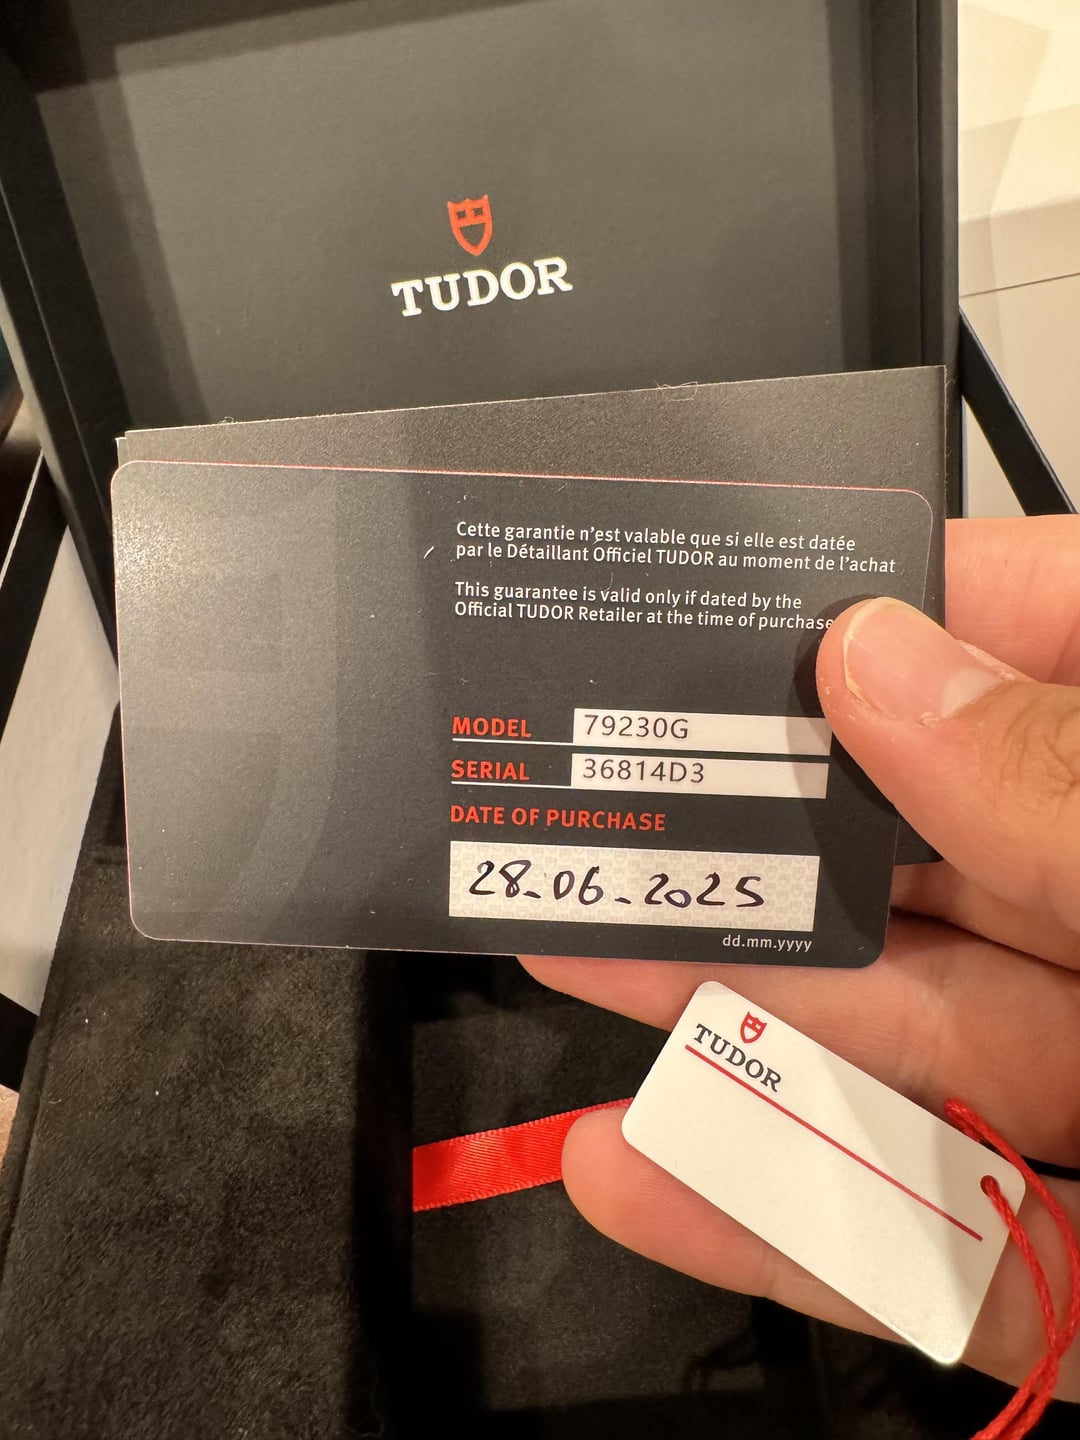 TUDOR
Cette garantie n'est valable que si elle est datée
par le Détaillant Officiel TUDOR au moment de l'achat
This guarantee is valid only if dated by the
Official TUDOR Retailer at the time of purchase
MODEL 79230G
SERIAL 36814D3
DATE OF PURCHASE
28-06-2025
dd.mm.yyyy
TUDOR